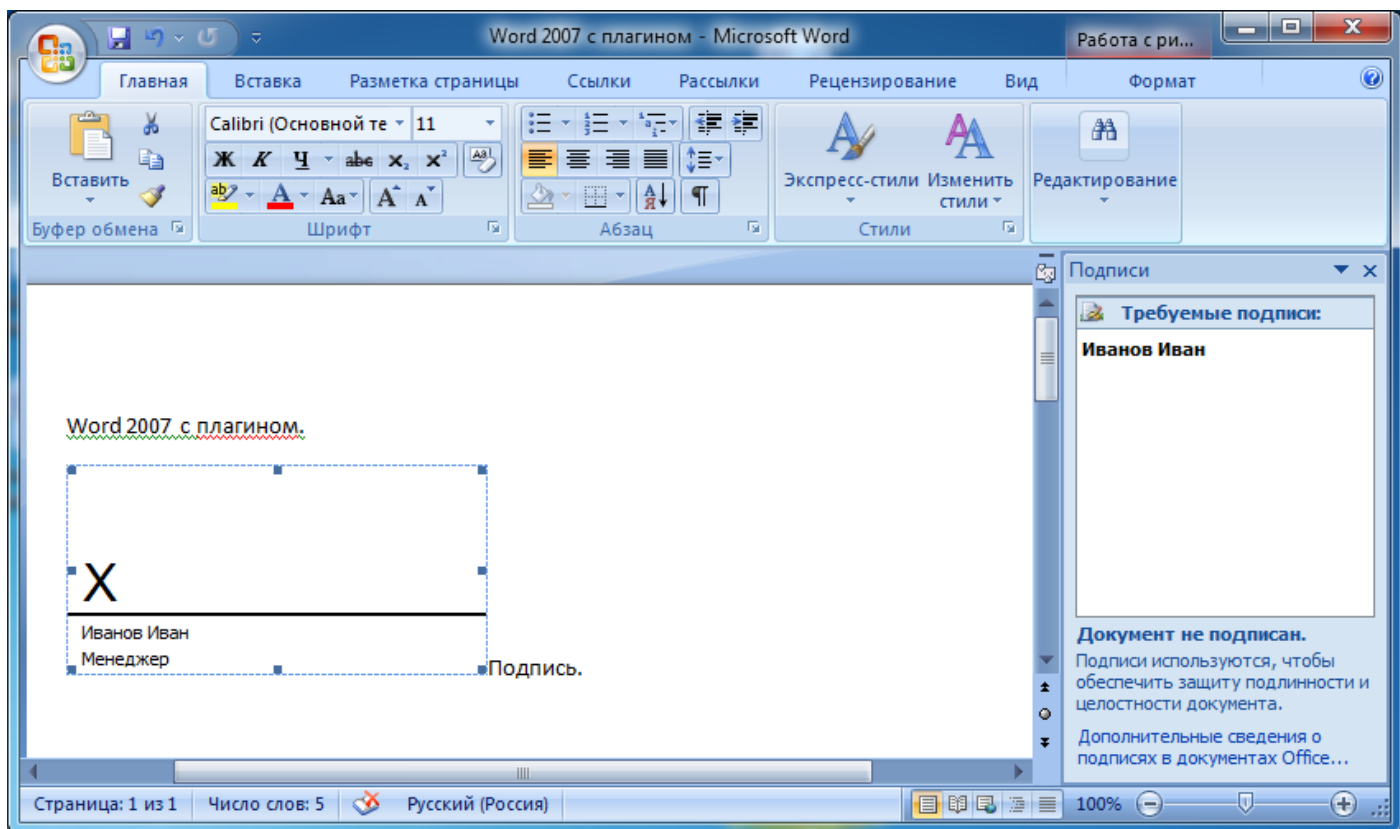 Word 2007 с плагином - Microsoft Word
Работа с ри...
Главная Вставка Разметка страницы Ссылки Рассылки Рецензирование Вид Формат
Calibri (Основной те 11
Ж К Ч abc x₂ x² Aa
Вставить
ab A Aa A A
А Я ¶
Экспресс-стили
Изменить стили
Редактирование
Буфер обмена Шрифт Абзац Стили
Подписи
Требуемые подписи:
Иванов Иван
Word 2007 с плагином.
X
Иванов Иван
Менеджер
Подпись.
Документ не подписан.
Подписи используются, чтобы
обеспечить защиту подлинности и
целостности документа.
Дополнительные сведения о
подписях в документах Office...
Страница: 1 из 1 Число слов: 5 Русский (Россия) 100%